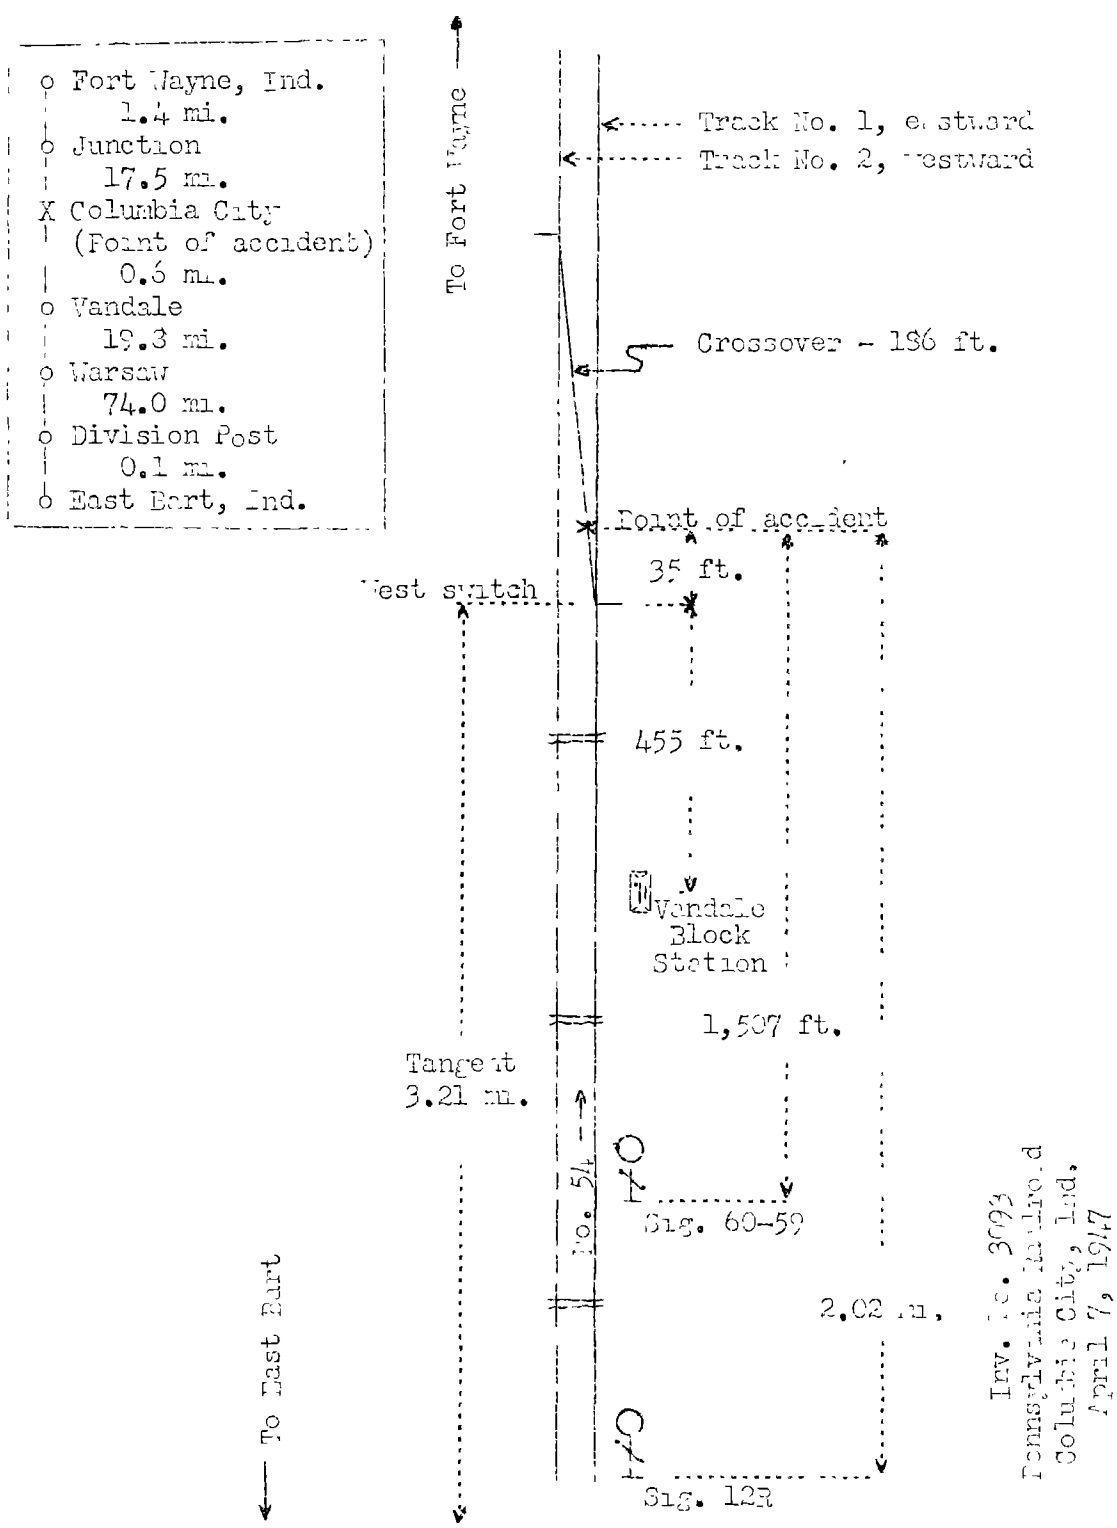 Fort Wayne, Ind.
1.4 mi.
Junction
17.5 mi.
X Columbia City
(Point of accident)
0.6 mi.
Vandale
19.3 mi.
Warsaw
74.0 mi.
Division Post
0.1 mi.
East Bart, Ind.
To Fort Wayne
Track No. 1, eastward
Track No. 2, westward
Crossover - 186 ft.
Point of accident
35 ft.
West switch
455 ft.
Vandale
Block
Station
1,507 ft.
Tangent
3.21 mi.
No. 54
Sig. 60-59
2.02 mi.
To East Bart
Sig. 12R
Inv. No. 3093
Pennsylvania Railroad
Columbia City, Ind.
April 7, 1947